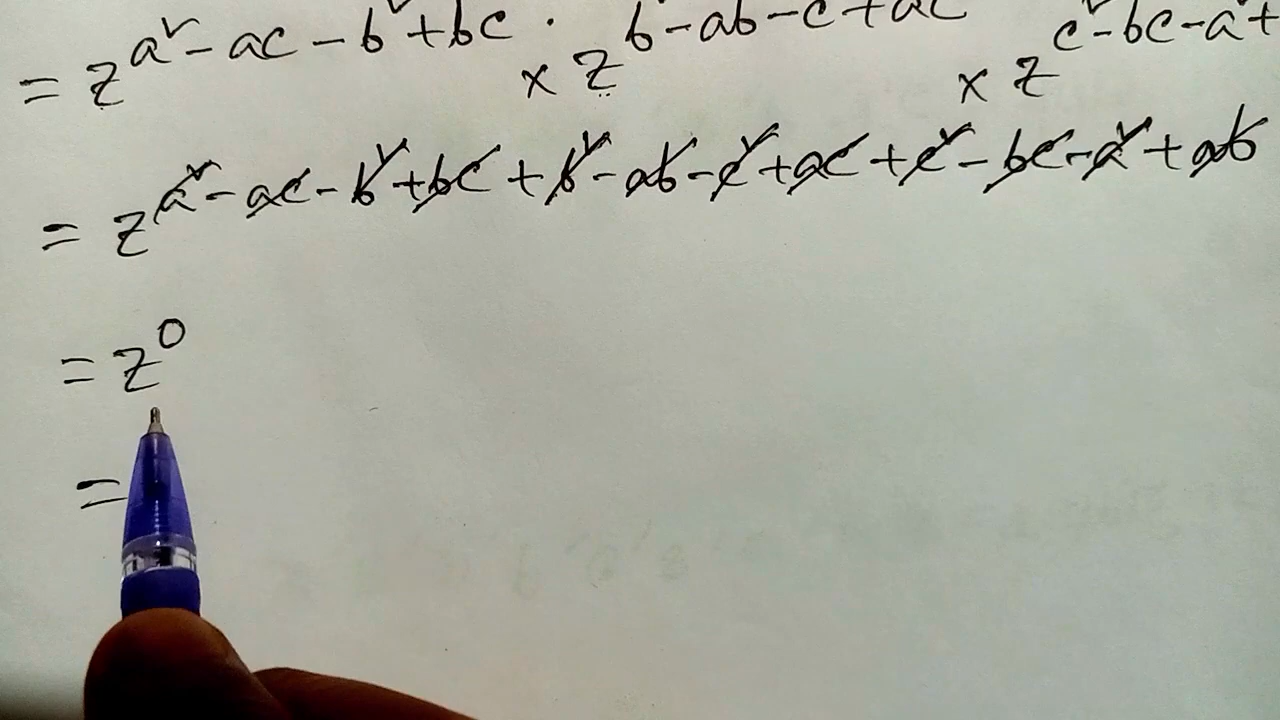 = z^{a² - ac - b² + bc} · × z^{b² - ab - c² + ac} × z^{c² - bc - a² +
= z^{a² - ac - b² + bc + b² - ab - c² + ac + c² - bc - a² + ab}
= z^0
=